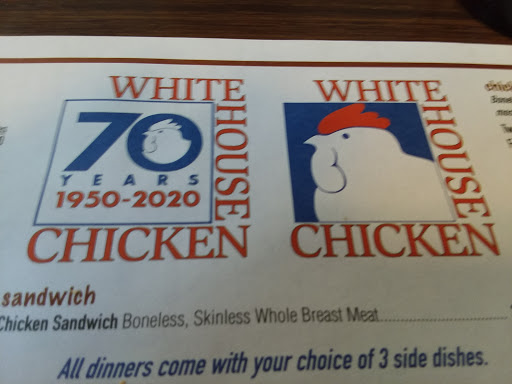 WHITE
HOUSE
CHICKEN
70
YEARS
1950-2020
WHITE
HOUSE
CHICKEN
sandwich
Chicken Sandwich Boneless, Skinless Whole Breast Meat
All dinners come with your choice of 3 side dishes.